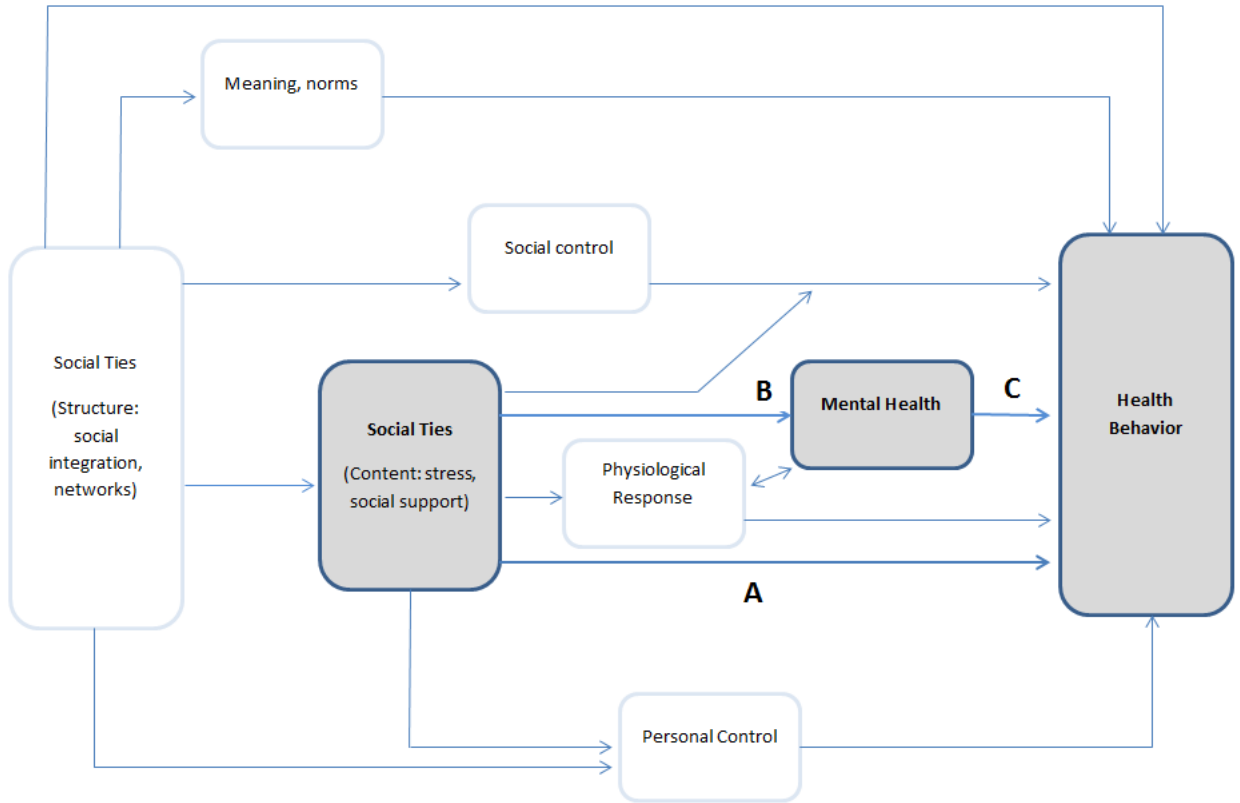 Meaning, norms
Social control
Social Ties
(Structure:
social
integration,
networks)
Social Ties
(Content: stress,
social support)
B
Mental Health
C
Health
Behavior
Physiological
Response
A
Personal Control